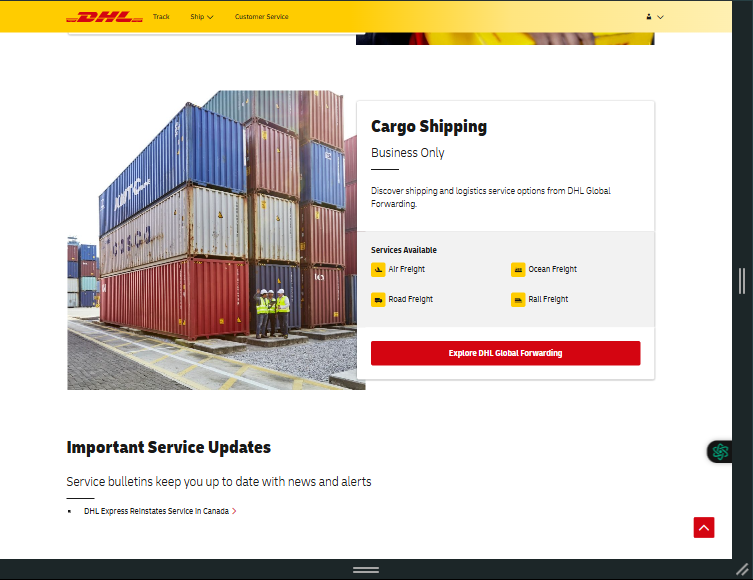 DHL
Track
Ship
Customer Service
KMTC
cosco
Cargo Shipping
Business Only
Discover shipping and logistics service options from DHL Global
Forwarding.
Services Available
Air Freight
Ocean Freight
Road Freight
Rail Freight
Explore DHL Global Forwarding
Important Service Updates
Service bulletins keep you up to date with news and alerts
DHL Express Reinstates Service in Canada